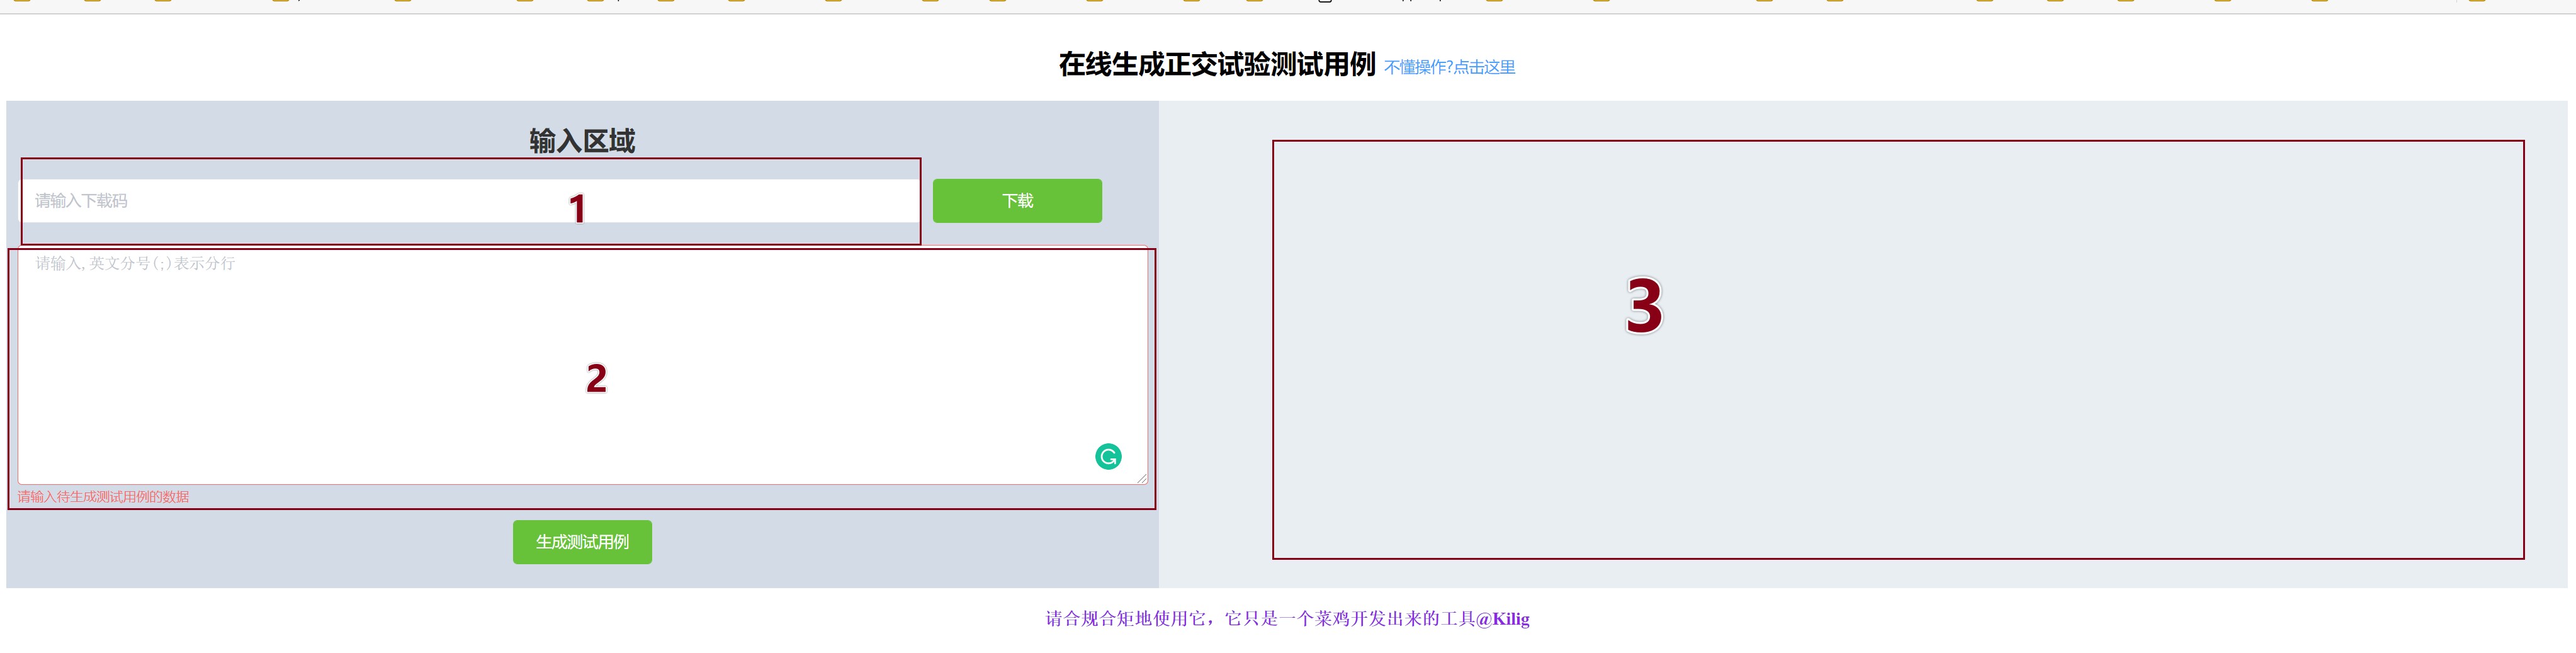 在线生成正交试验测试用例 不懂操作?点击这里
输入区域
请输入下载码
1
下载
请输入,英文分号(;)表示分行
2
请输入待生成测试用例的数据
生成测试用例
3
请合规合矩地使用它，它只是一个菜鸡开发出来的工具@Kilig